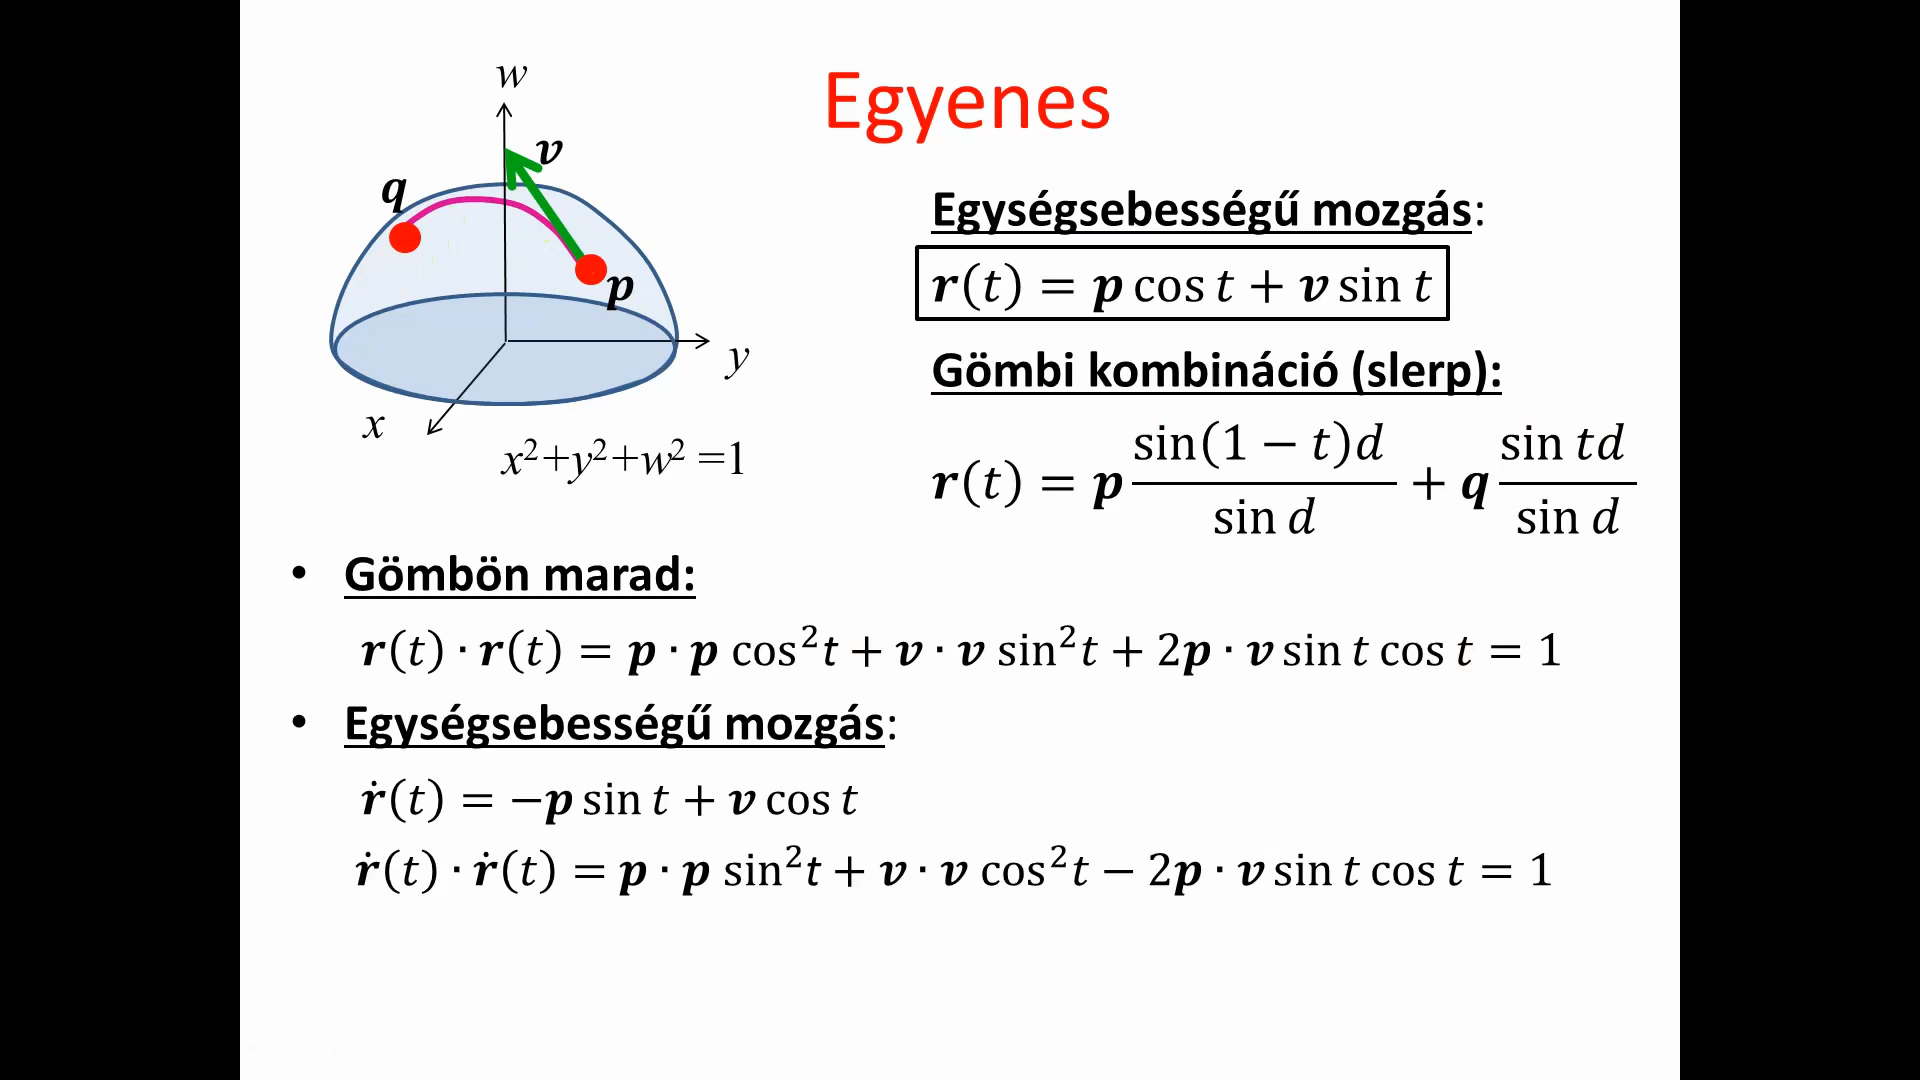 Egyenes
w
v
q
p
y
x
x²+y²+w² =1
Egységsebességű mozgás:
r(t) = p cos t + v sin t
Gömbi kombináció (slerp):
r(t) = p sin(1 − t)d / sin d + q sin td / sin d
• Gömbön marad:
r(t) · r(t) = p · p cos²t + v · v sin²t + 2p · v sin t cos t = 1
• Egységsebességű mozgás:
ṙ(t) = −p sin t + v cos t
ṙ(t) · ṙ(t) = p · p sin²t + v · v cos²t − 2p · v sin t cos t = 1